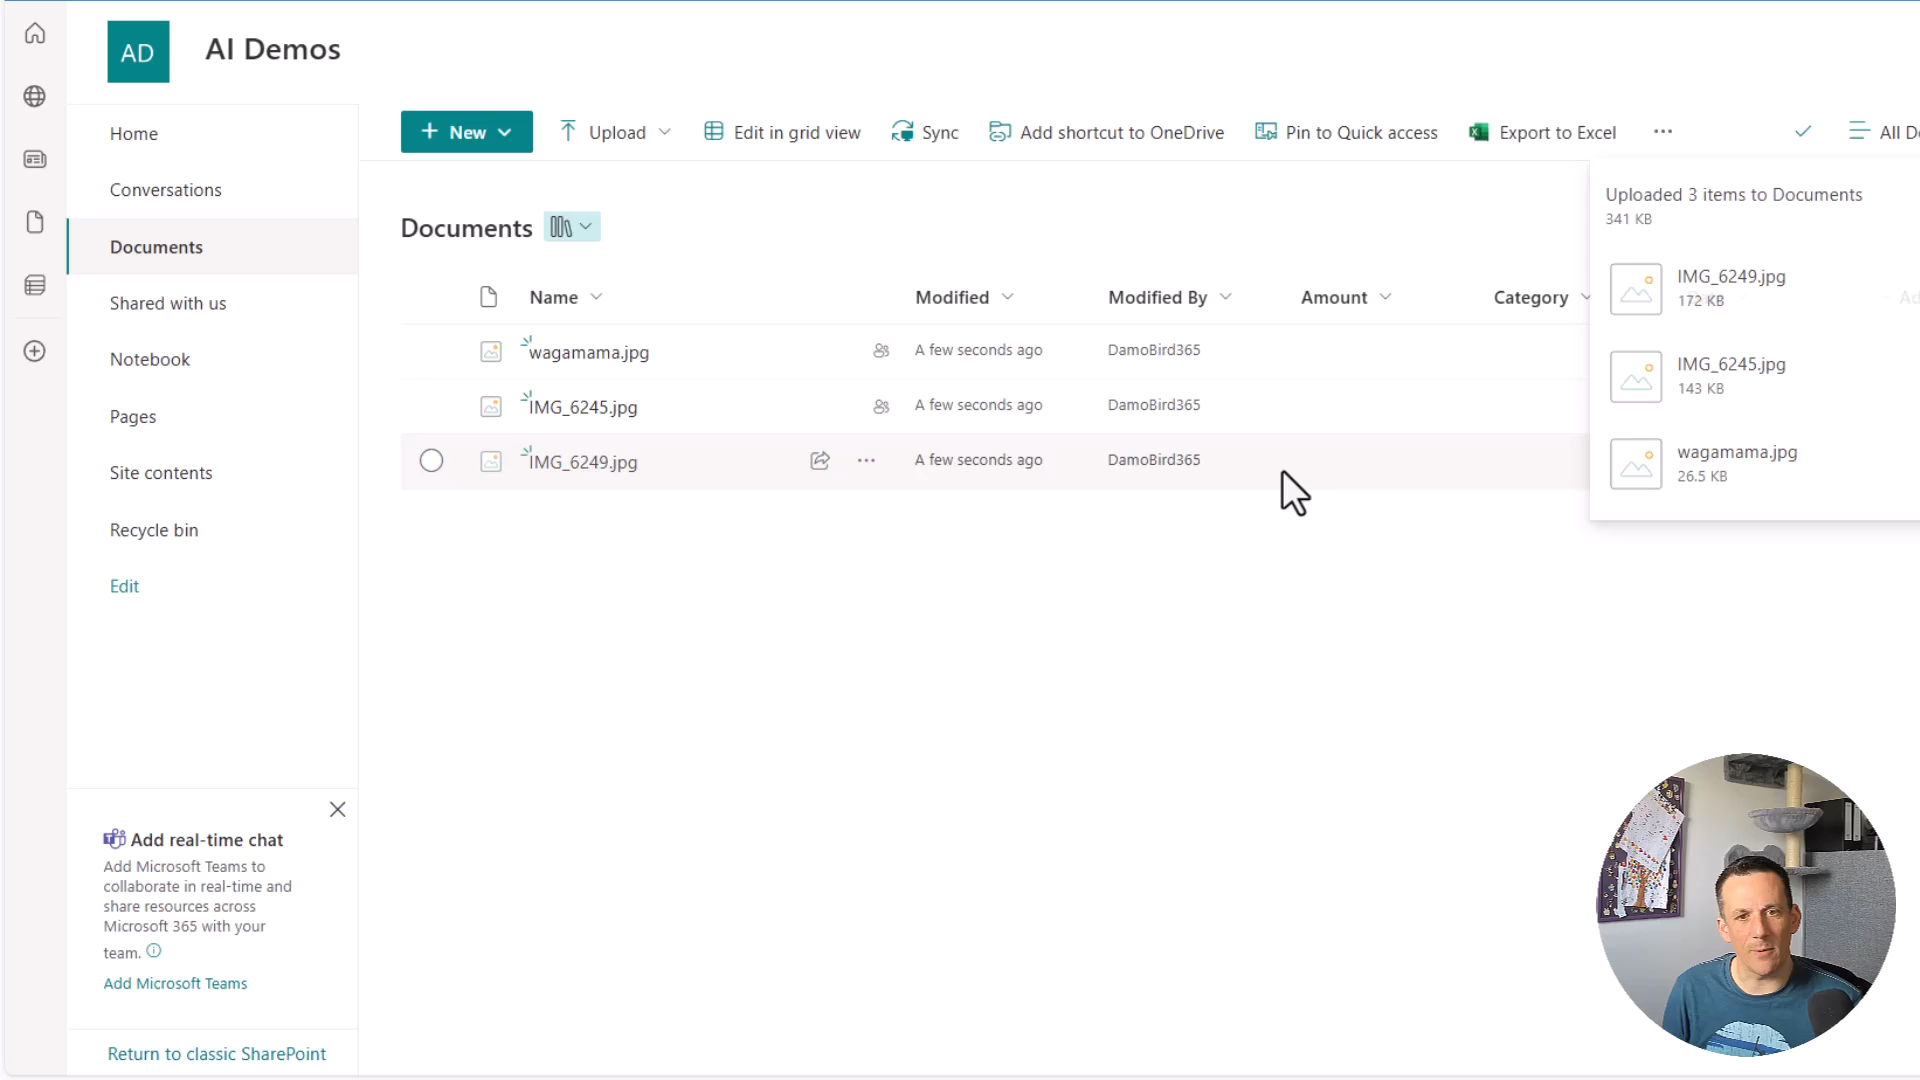 AD
AI Demos
Home
Conversations
Documents
Shared with us
Notebook
Pages
Site contents
Recycle bin
Edit
+ New
Upload
Edit in grid view
Sync
Add shortcut to OneDrive
Pin to Quick access
Export to Excel
All D
Documents
Name
Modified
Modified By
Amount
Category
wagamama.jpg
A few seconds ago
DamoBird365
IMG_6245.jpg
A few seconds ago
DamoBird365
IMG_6249.jpg
A few seconds ago
DamoBird365
Uploaded 3 items to Documents
341 KB
IMG_6249.jpg
172 KB
IMG_6245.jpg
143 KB
wagamama.jpg
26.5 KB
Ad
Add real-time chat
Add Microsoft Teams to
collaborate in real-time and
share resources across
Microsoft 365 with your
team.
Add Microsoft Teams
Return to classic SharePoint